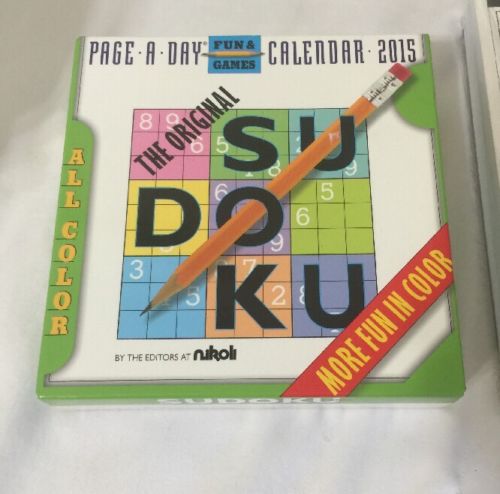 PAGE · A · DAY® FUN & GAMES CALENDAR · 2015
THE ORIGINAL
SU
DO
KU
ALL COLOR
MORE FUN IN COLOR
BY THE EDITORS AT nikoli
SUDOKU